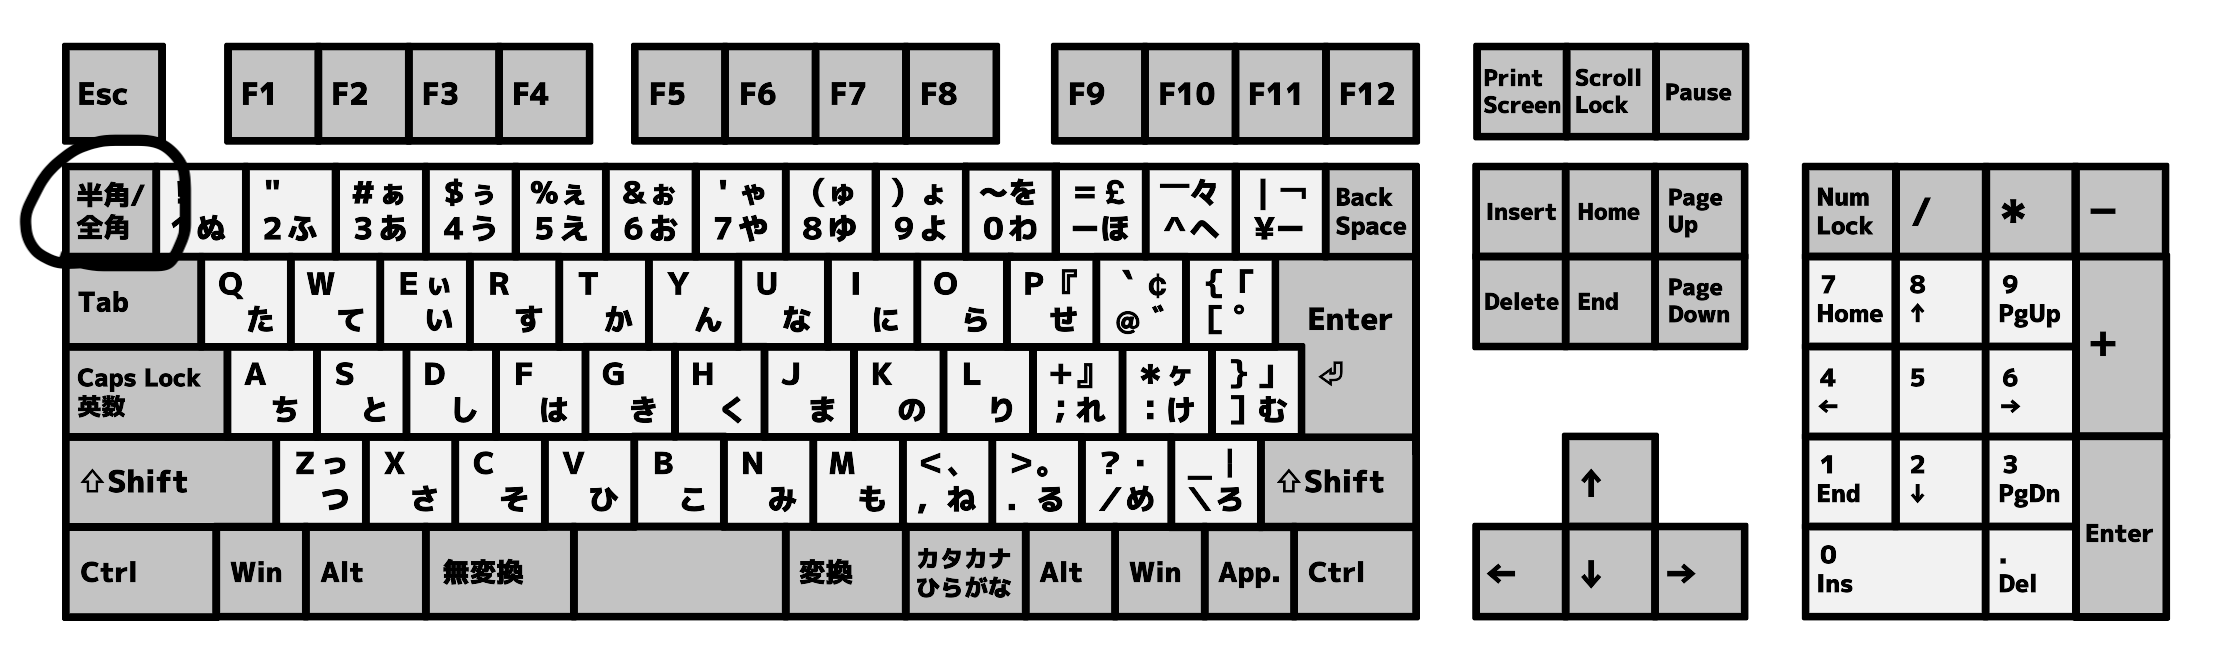 Esc F1 F2 F3 F4 F5 F6 F7 F8 F9 F10 F11 F12 Print Screen Scroll Lock Pause
半角/ 全角 ! 1 ぬ " 2 ふ # ぁ 3 あ $ ぅ 4 う % ぇ 5 え & ぉ 6 お ' ゃ 7 や ( ゅ 8 ゆ ) ょ 9 よ 〜 を 0 わ = £ ー ほ ￣ 々 ^ へ | ¬ ¥ ー Back Space Insert Home Page Up Num Lock / * −
Tab Q た W て E ぃ い R す T か Y ん U な I に O ら P 『 せ ` ¢ @ ゛ { 「 [ ゜ Enter Delete End Page Down 7 Home 8 ↑ 9 PgUp +
Caps Lock 英数 A ち S と D し F は G き H く J ま K の L り + 』 ; れ * ヶ : け } 」 ] む ⏎ 4 ← 5 6 →
⇧Shift Z っ つ X さ C そ V ひ B こ N み M も < 、 , ね > 。 . る ? ・ / め _ | \ ろ ⇧Shift ↑ 1 End 2 ↓ 3 PgDn Enter
Ctrl Win Alt 無変換 変換 カタカナ ひらがな Alt Win App. Ctrl ← ↓ → 0 Ins . Del